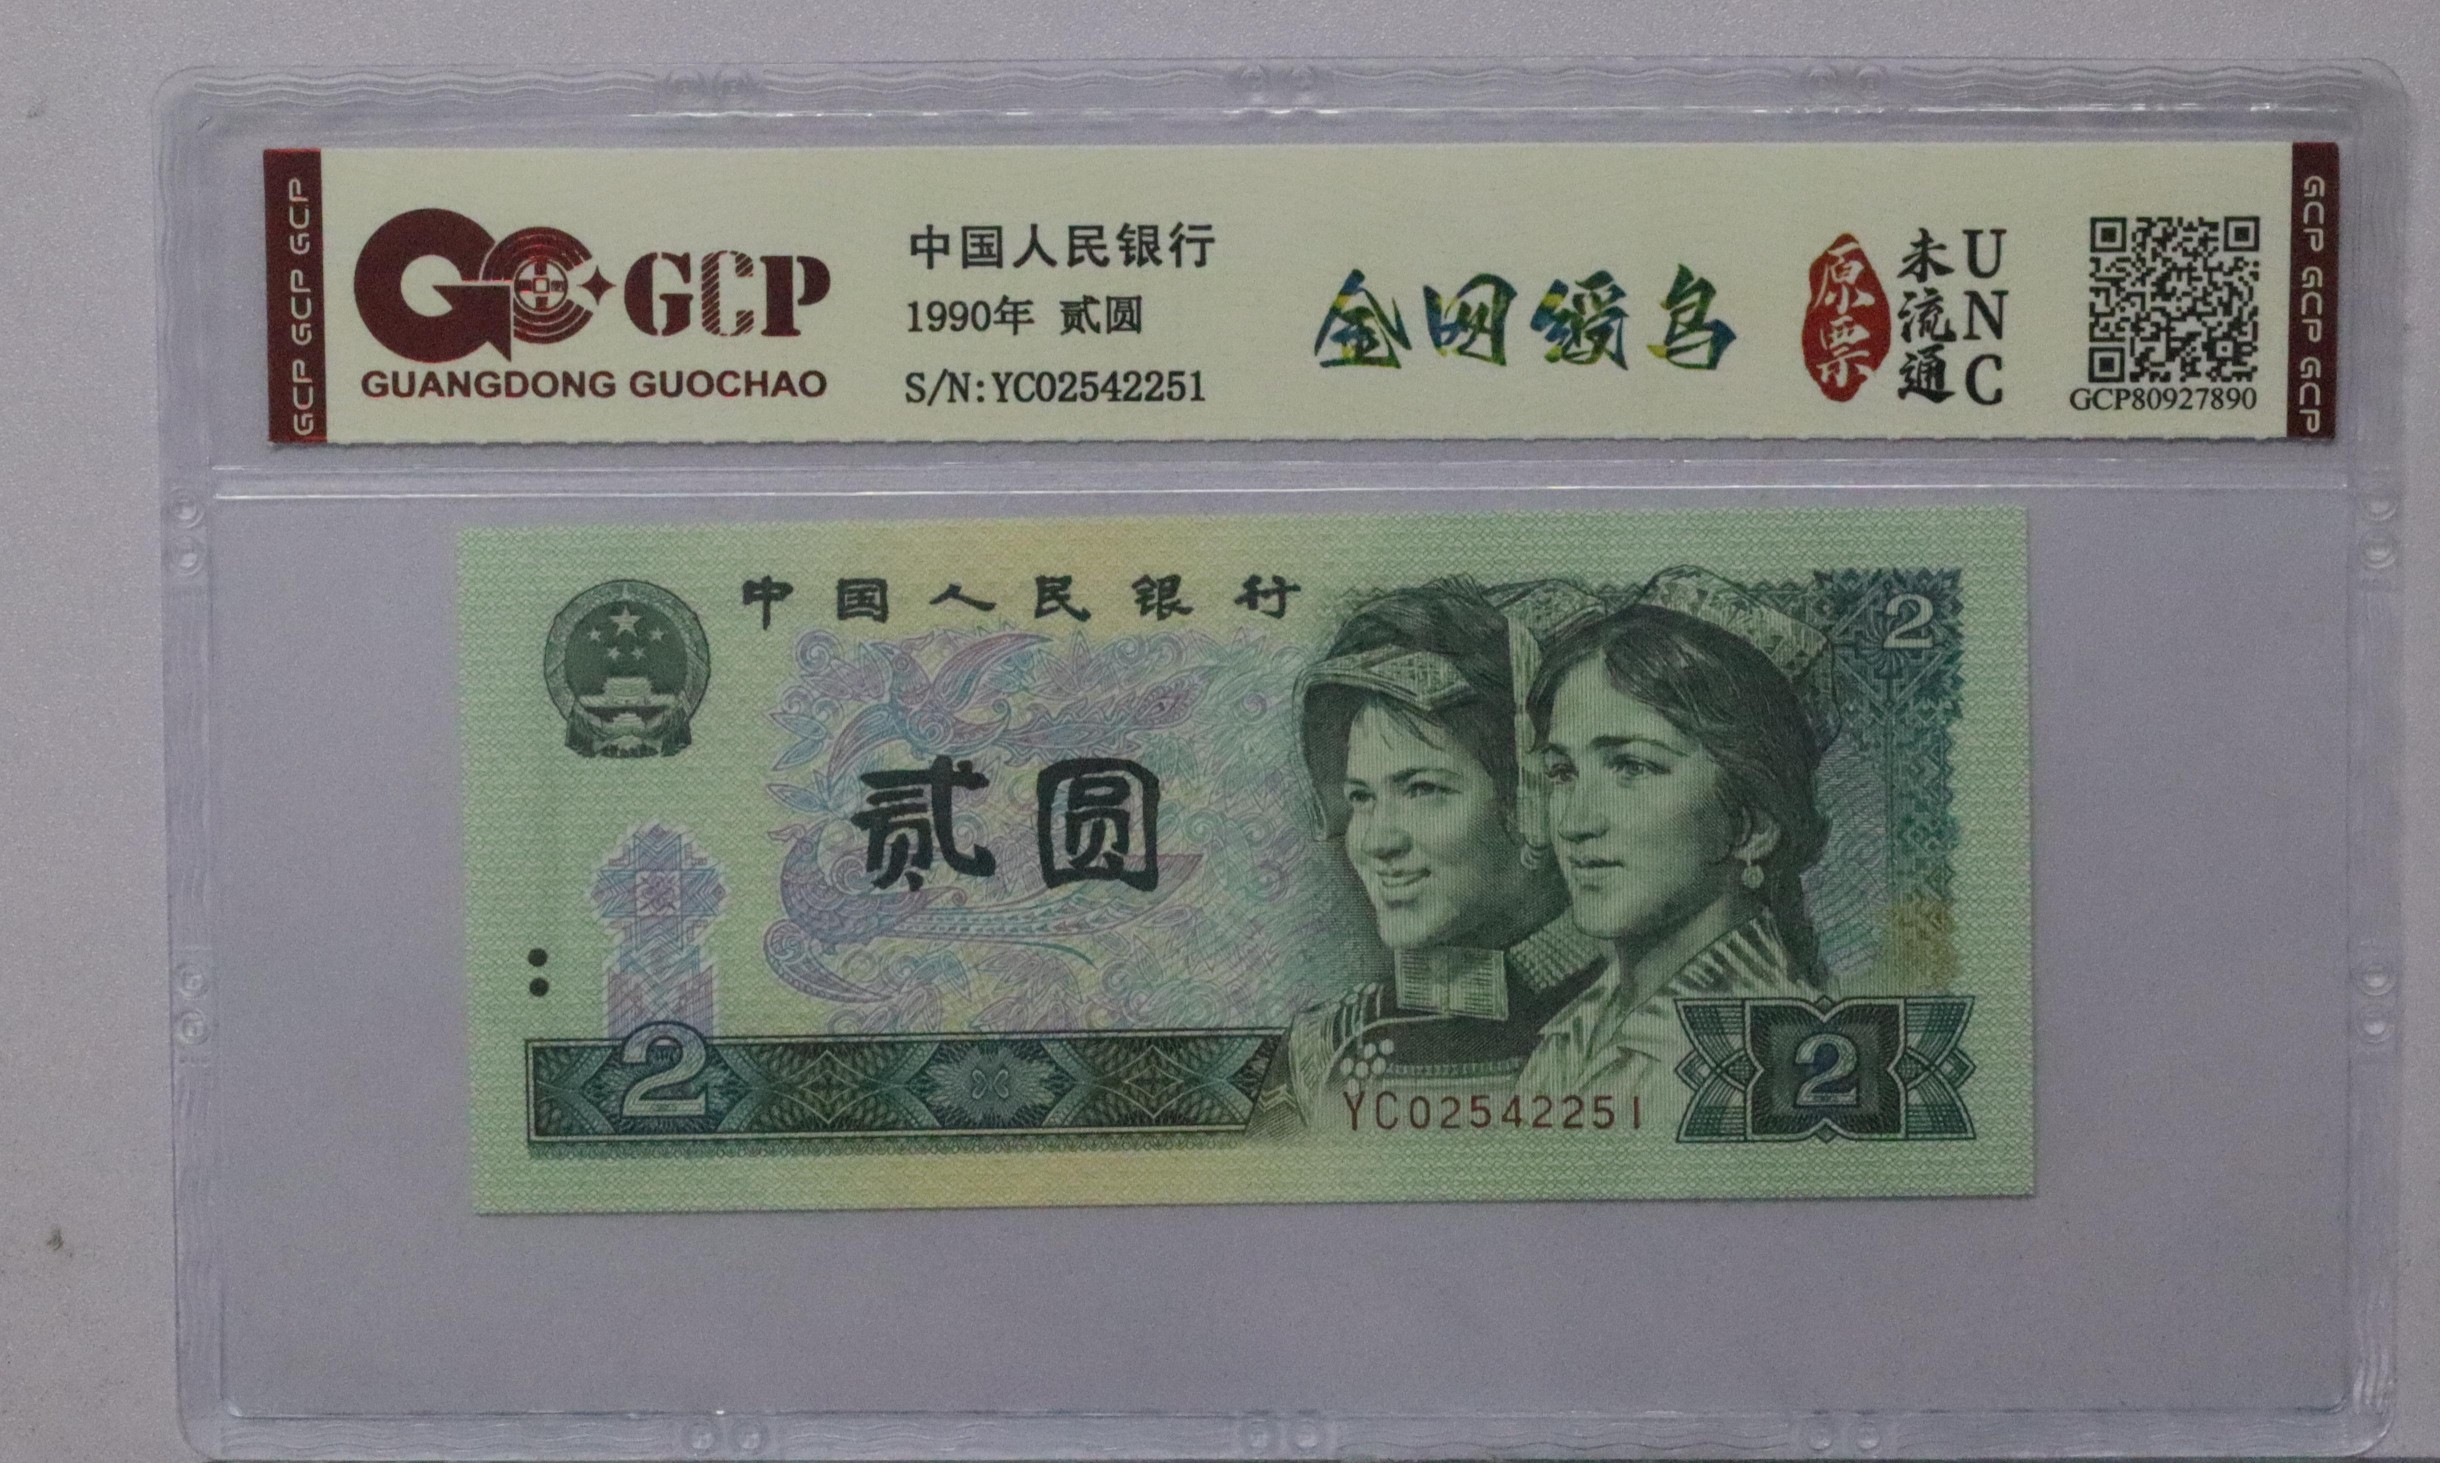 GCP GCP GCP
GCP
GUANGDONG GUOCHAO
中国人民银行
1990年 贰圆
S/N:YC02542251
金网绶鸟
原票
未流通
UNC
GCP80927890
GCP GCP GCP
中国人民银行
2
贰圆
2
YC02542251
2